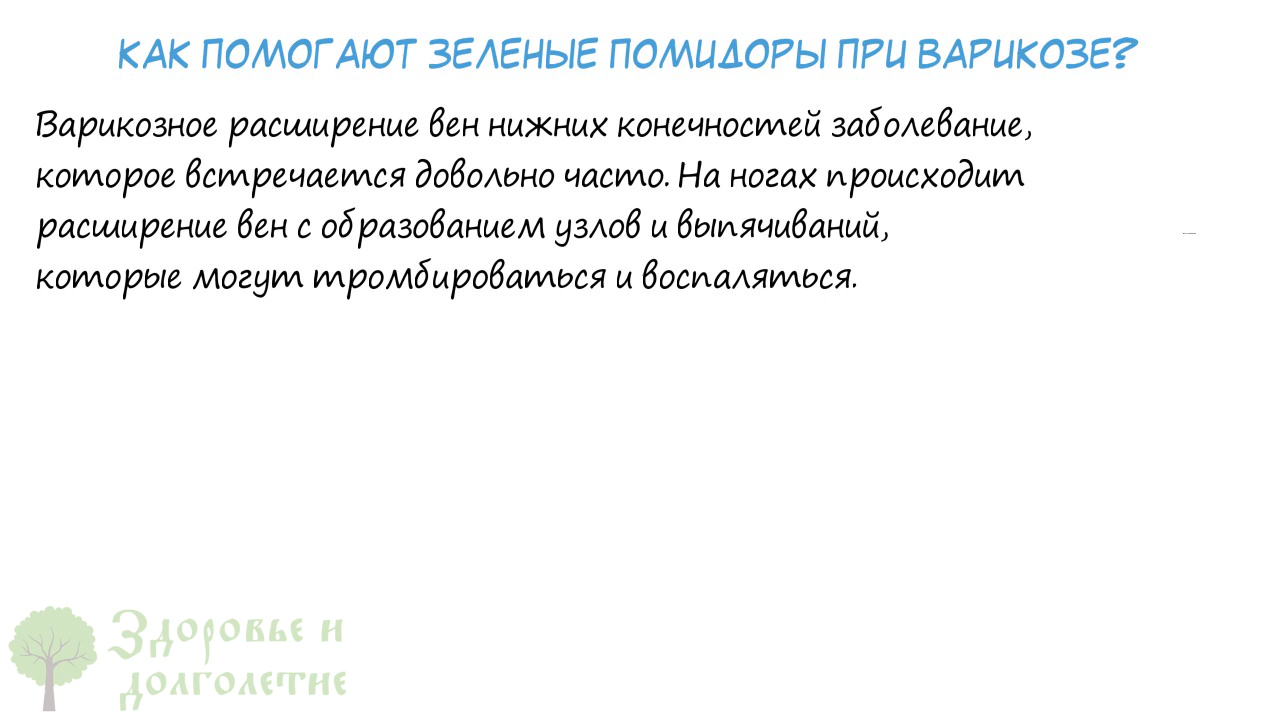 КАК ПОМОГАЮТ ЗЕЛЕНЫЕ ПОМИДОРЫ ПРИ ВАРИКОЗЕ?
Варикозное расширение вен нижних конечностей заболевание,
которое встречается довольно часто. На ногах происходит
расширение вен с образованием узлов и выпячиваний,
которые могут тромбироваться и воспаляться.
Здоровье и
долголетие